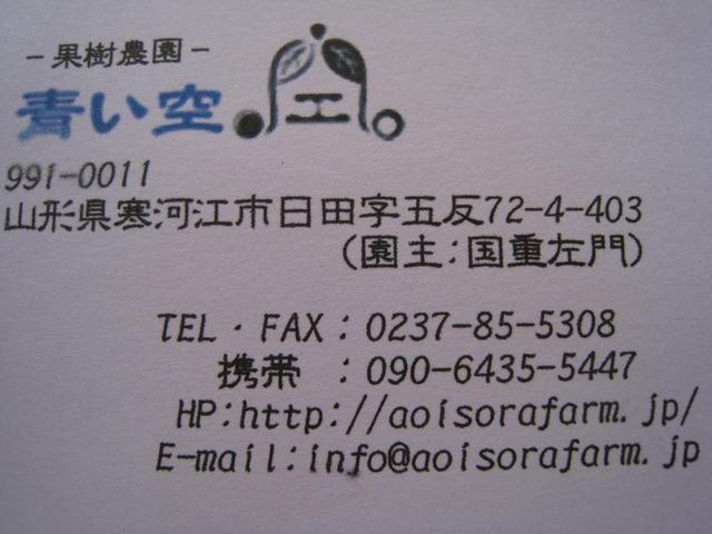 -果樹農園-
青い空
991-0011
山形県寒河江市日田字五反72-4-403
(園主:国重左門)
TEL・FAX:0237-85-5308
携帯 :090-6435-5447
HP:http://aoisorafarm.jp/
E-mail:info@aoisorafarm.jp